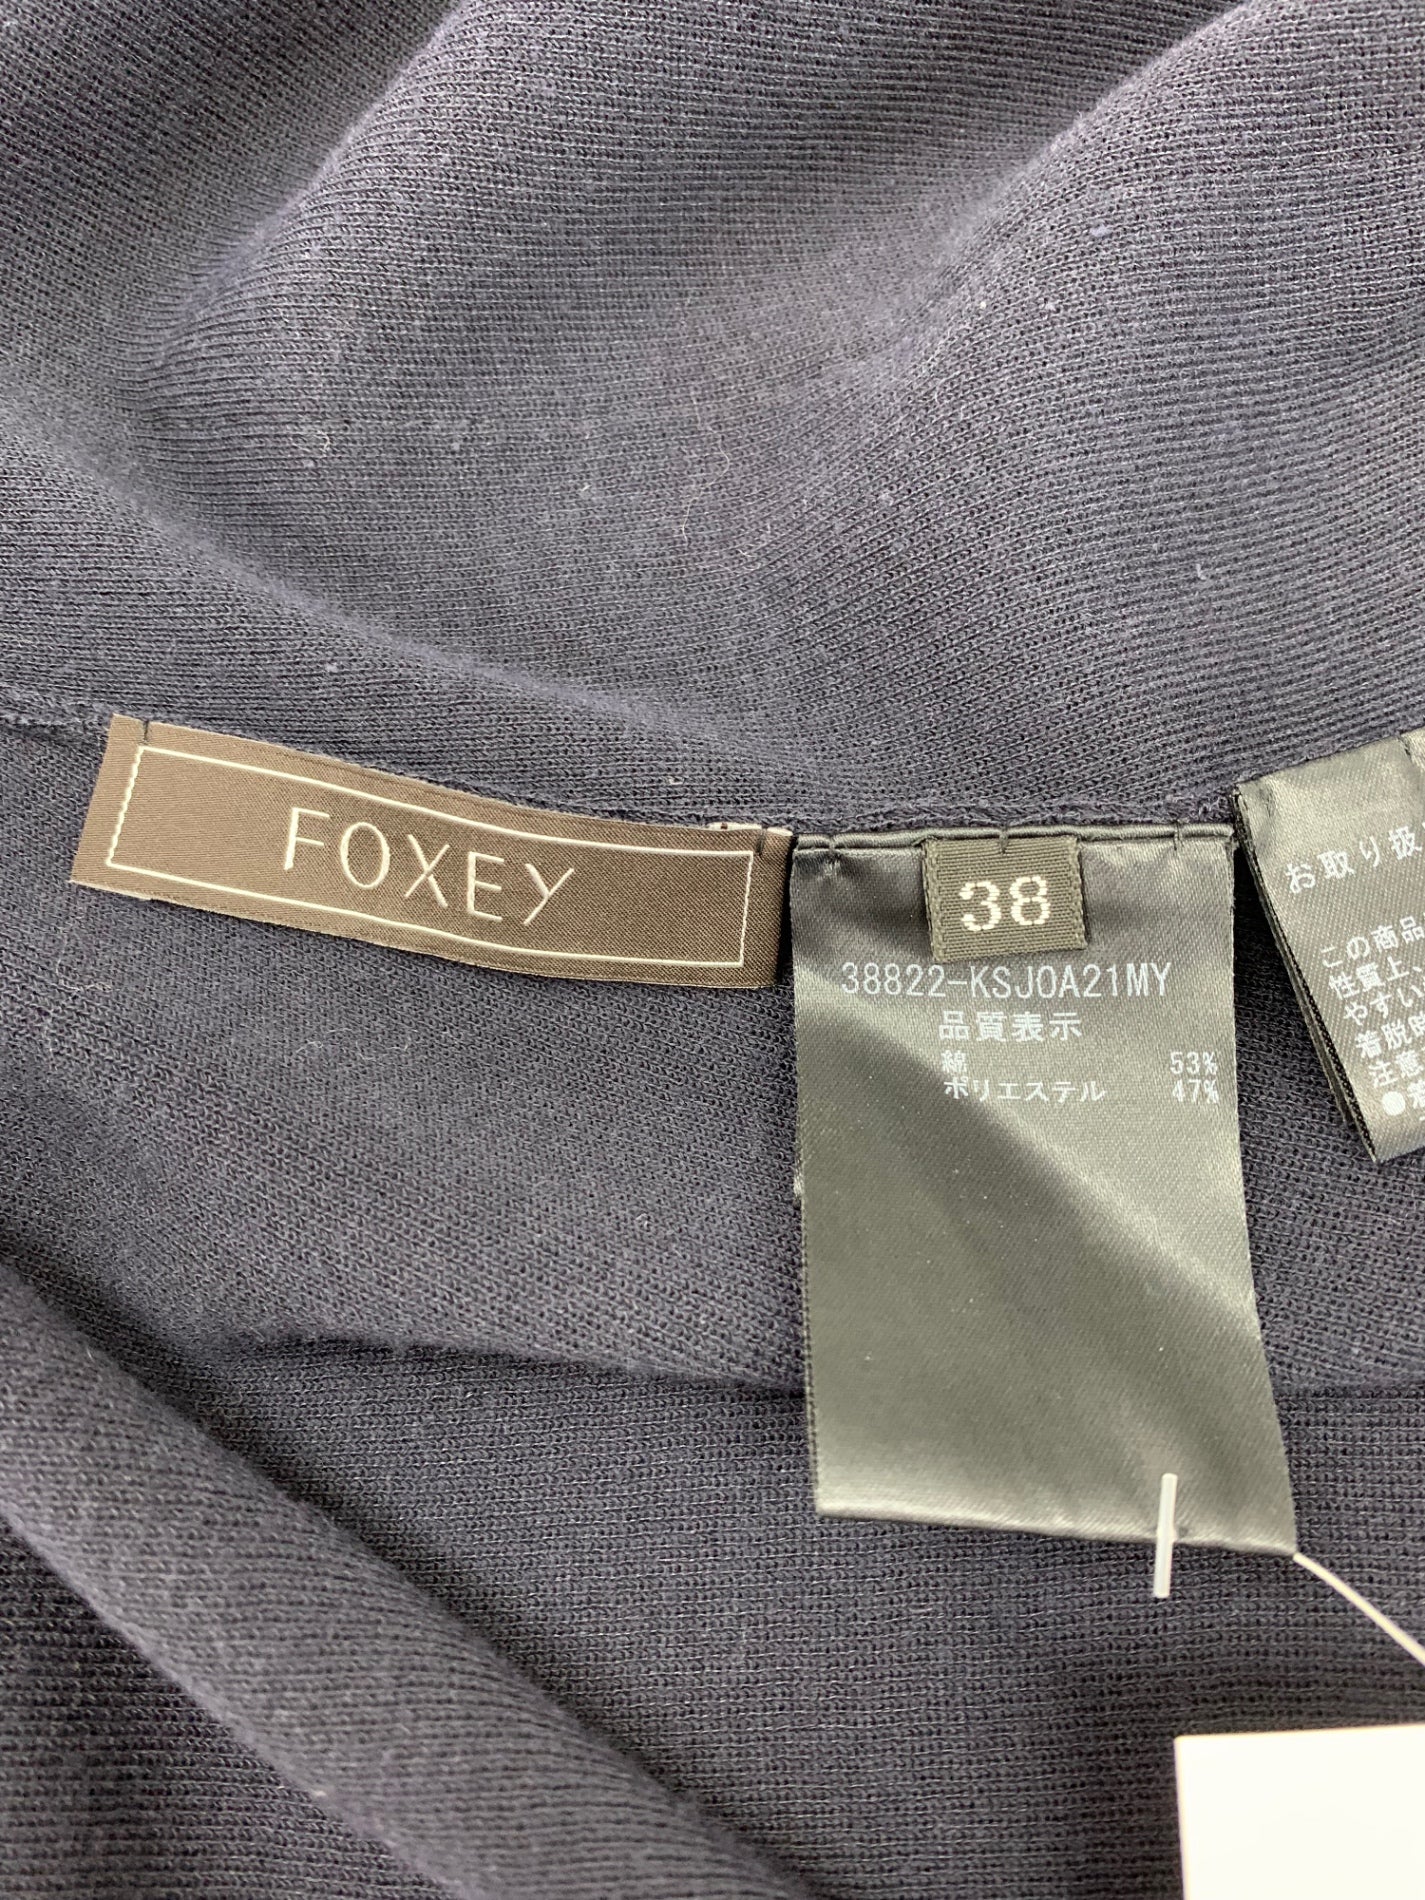 FOXEY
38
38822-KSJOA21MY
品質表示
綿 53%
ポリエステル 47%
お取り扱
この商品
性質上、
やすい
着脱時
注意